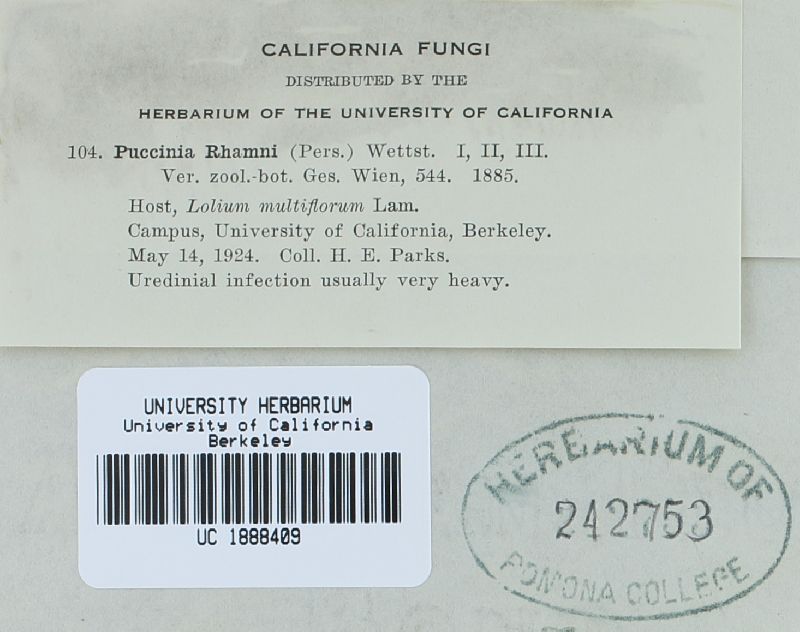 CALIFORNIA FUNGI
DISTRIBUTED BY THE
HERBARIUM OF THE UNIVERSITY OF CALIFORNIA
104. Puccinia Rhamni (Pers.) Wettst. I, II, III.
Ver. zool.-bot. Ges. Wien, 544. 1885.
Host, Lolium multiflorum Lam.
Campus, University of California, Berkeley.
May 14, 1924. Coll. H. E. Parks.
Uredinial infection usually very heavy.
UNIVERSITY HERBARIUM
University of California
Berkeley
UC 1888409
HERBARIUM OF
242753
POMONA COLLEGE